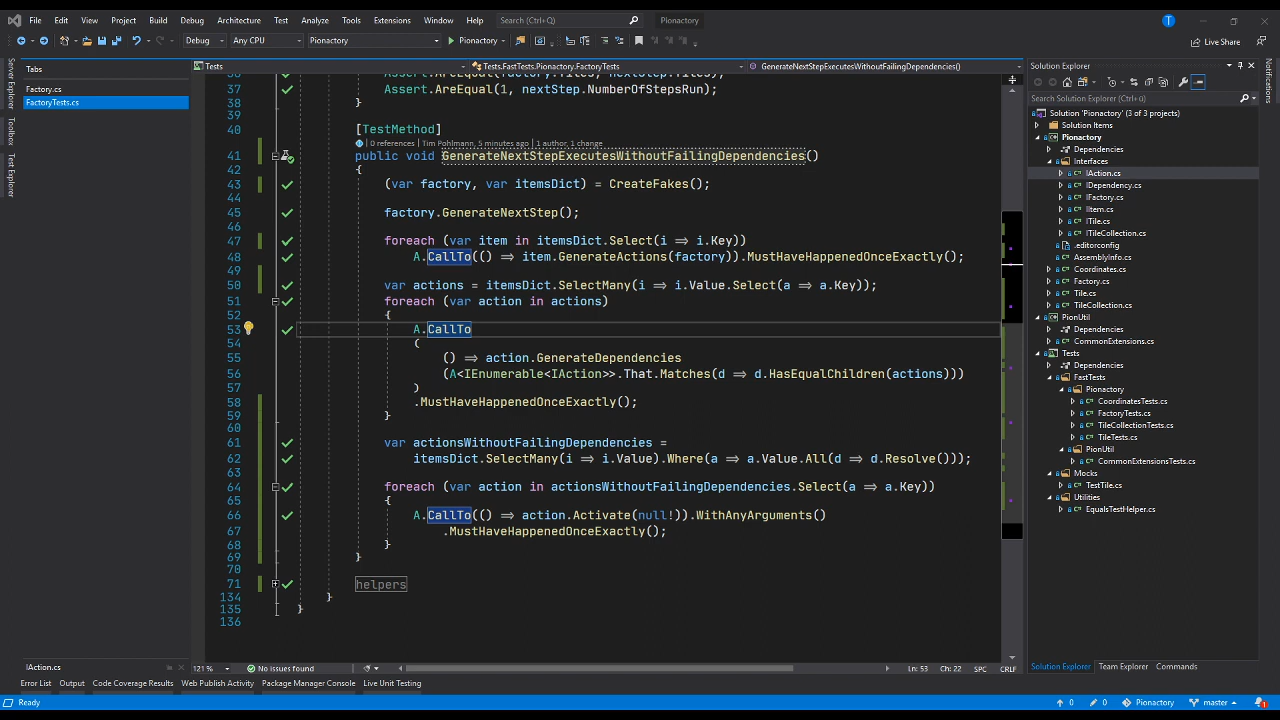 File Edit View Project Build Debug Architecture Test Analyze Tools Extensions Window Help Search (Ctrl+Q) Pionactory T
Debug Any CPU Pionactory Pionactory Live Share
Server Explorer
Toolbox
Test Explorer
Tabs
Factory.cs
FactoryTests.cs
IAction.cs
Tests Tests.FastTests.Pionactory.FactoryTests GenerateNextStepExecutesWithoutFailingDependencies()
37 Assert.AreEqual(1, nextStep.NumberOfStepsRun);
38 }
39
40 [TestMethod]
0 references | Tim Pohlmann, 5 minutes ago | 1 author, 1 change
41 public void GenerateNextStepExecutesWithoutFailingDependencies()
42 {
43 (var factory, var itemsDict) = CreateFakes();
44
45 factory.GenerateNextStep();
46
47 foreach (var item in itemsDict.Select(i => i.Key))
48 A.CallTo(() => item.GenerateActions(factory)).MustHaveHappenedOnceExactly();
49
50 var actions = itemsDict.SelectMany(i => i.Value.Select(a => a.Key));
51 foreach (var action in actions)
52 {
53 A.CallTo
54 (
55 () => action.GenerateDependencies
56 (A<IEnumerable<IAction>>.That.Matches(d => d.HasEqualChildren(actions)))
57 )
58 .MustHaveHappenedOnceExactly();
59 }
60
61 var actionsWithoutFailingDependencies =
62 itemsDict.SelectMany(i => i.Value).Where(a => a.Value.All(d => d.Resolve()));
63
64 foreach (var action in actionsWithoutFailingDependencies.Select(a => a.Key))
65 {
66 A.CallTo(() => action.Activate(null!)).WithAnyArguments()
67 .MustHaveHappenedOnceExactly();
68 }
69 }
70
71 helpers
134 }
135 }
136
121 % No issues found Ln: 53 Ch: 22 SPC CRLF
Solution Explorer
Search Solution Explorer (Ctrl+ü)
Solution 'Pionactory' (3 of 3 projects)
Solution Items
Pionactory
Dependencies
Interfaces
IAction.cs
IDependency.cs
IFactory.cs
IItem.cs
ITile.cs
ITileCollection.cs
.editorconfig
AssemblyInfo.cs
Coordinates.cs
Factory.cs
Tile.cs
TileCollection.cs
PionUtil
Dependencies
CommonExtensions.cs
Tests
Dependencies
FastTests
Pionactory
CoordinatesTests.cs
FactoryTests.cs
TileCollectionTests.cs
TileTests.cs
PionUtil
CommonExtensionsTests.cs
Mocks
TestTile.cs
Utilities
EqualsTestHelper.cs
Solution Explorer Team Explorer Commands
Notifications
Error List Output Code Coverage Results Web Publish Activity Package Manager Console Live Unit Testing
Ready 0 0 Pionactory master 1